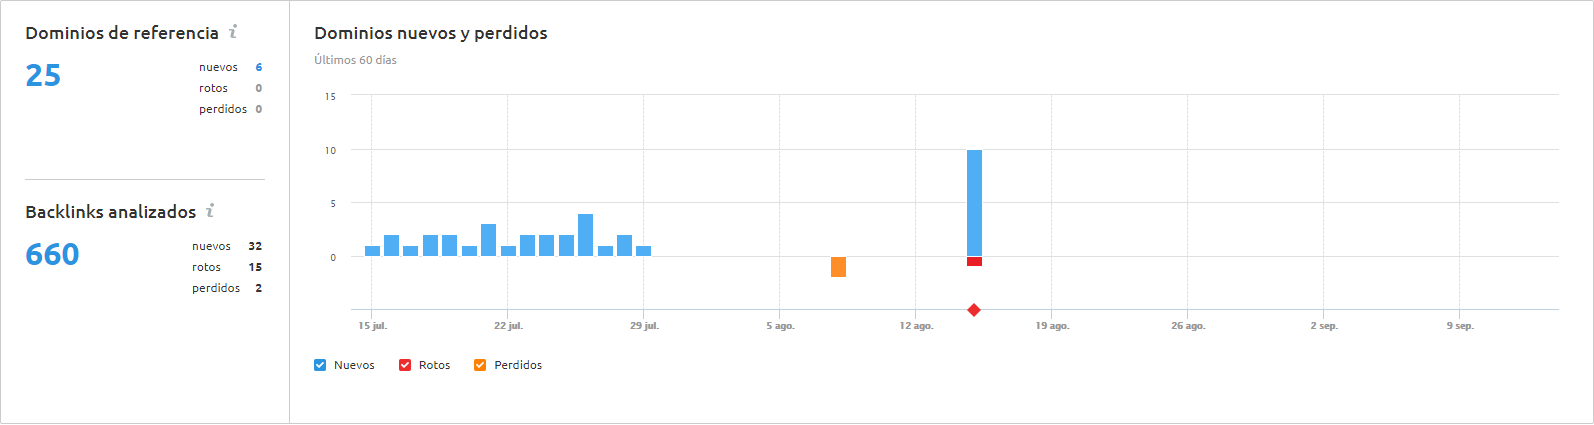 Dominios de referencia
25
nuevos 6
rotos 0
perdidos 0
Backlinks analizados
660
nuevos 32
rotos 15
perdidos 2
Dominios nuevos y perdidos
Últimos 60 días
15
10
5
0
15 jul. 22 jul. 29 jul. 5 ago. 12 ago. 19 ago. 26 ago. 2 sep. 9 sep.
Nuevos Rotos Perdidos